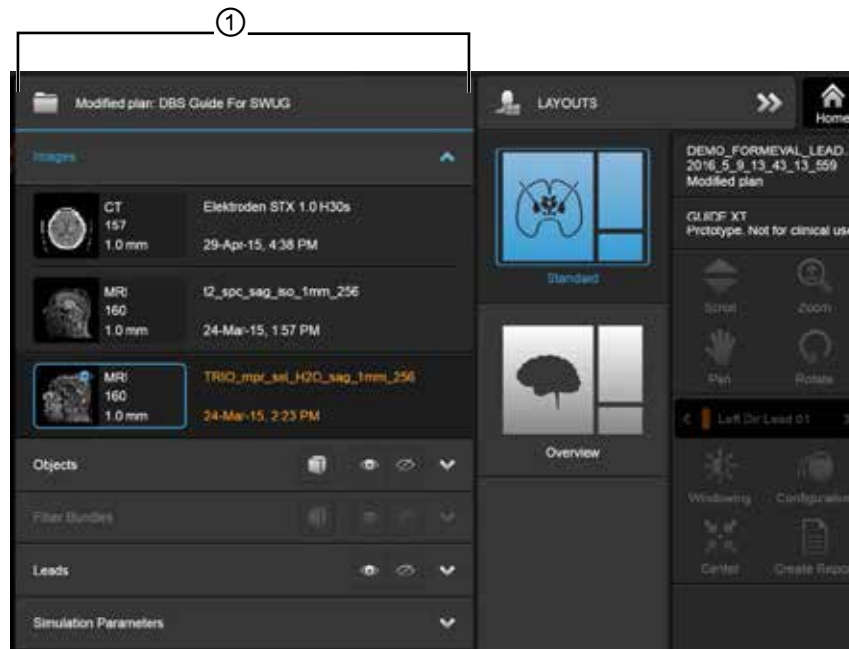 1
Modified plan: DBS Guide For SWUG
LAYOUTS
Home
Images
CT
157
1.0 mm
Elektroden STX 1.0 H30s
29-Apr-15, 4:38 PM
MRI
160
1.0 mm
t2_spc_sag_iso_1mm_256
24-Mar-15, 1:57 PM
MRI
160
1.0 mm
TRIO_mpr_sel_H2O_sag_1mm_256
24-Mar-15, 2:23 PM
Objects
Fiber Bundles
Leads
Simulation Parameters
Standard
Overview
DEMO_FORMEVAL_LEAD.
2016_5_9_13_43_13_559
Modified plan
GUIDE XT
Prototype. Not for clinical use
Scroll
Zoom
Pan
Rotate
Left Dir Lead 01
Windowing
Configuration
Center
Create Repo